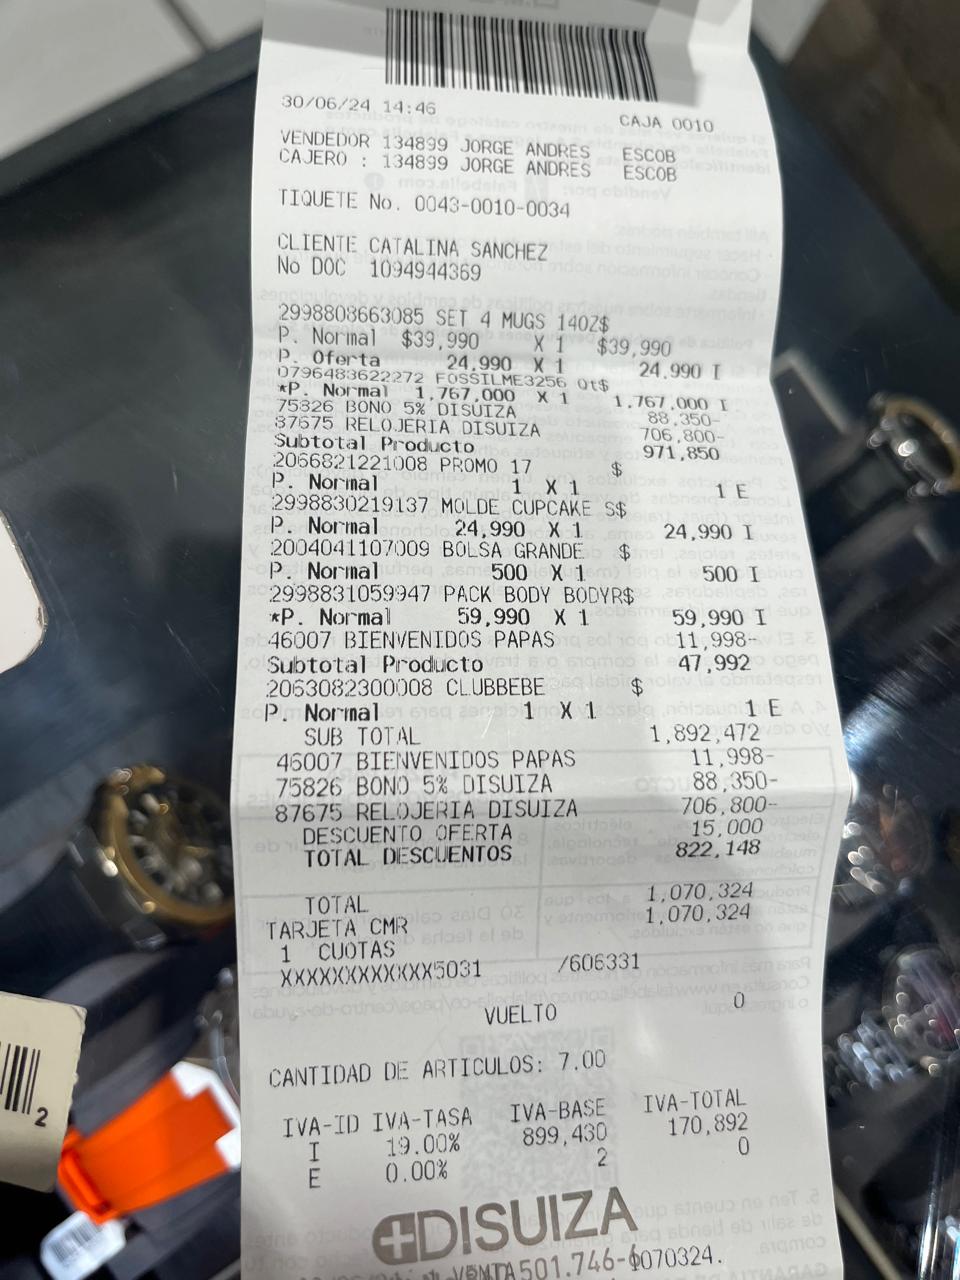 30/06/24 14:46 CAJA 0010
VENDEDOR 134899 JORGE ANDRES ESCOB
CAJERO : 134899 JORGE ANDRES ESCOB
TIQUETE No. 0043-0010-0034
CLIENTE CATALINA SANCHEZ
No DOC 1094944369
2998808663085 SET 4 MUGS 14OZ$
P. Normal $39,990 X 1 $39,990
P. Oferta 24,990 X 1 24,990 I
0796483622272 FOSSILME3256 Ot$
*P. Normal 1,767,000 X 1 1,767,000 I
75826 BONO 5% DISUIZA 88,350-
87675 RELOJERIA DISUIZA 706,800-
Subtotal Producto 971,850
2066821221008 PROMO 17 $
P. Normal 1 X 1 1 E
2998830219137 MOLDE CUPCAKE S$
P. Normal 24,990 X 1 24,990 I
2004041107009 BOLSA GRANDE $
P. Normal 500 X 1 500 I
2998831059947 PACK BODY BODYR$
*P. Normal 59,990 X 1 59,990 I
46007 BIENVENIDOS PAPAS 11,998-
Subtotal Producto 47,992
2063082300008 CLUBBEBE $
P. Normal 1 X 1 1 E
SUB TOTAL 1,892,472
46007 BIENVENIDOS PAPAS 11,998-
75826 BONO 5% DISUIZA 88,350-
87675 RELOJERIA DISUIZA 706,800-
DESCUENTO OFERTA 15,000
TOTAL DESCUENTOS 822,148
TOTAL 1,070,324
TARJETA CMR 1,070,324
1 CUOTAS
XXXXXXXXXXXX5031 /606331
VUELTO 0
CANTIDAD DE ARTICULOS: 7.00
IVA-ID IVA-TASA IVA-BASE IVA-TOTAL
I 19.00% 899,430 170,892
E 0.00% 2 0
DISUIZA
2